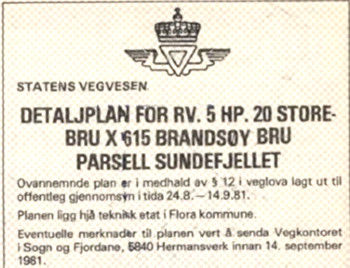 STATENS VEGVESEN
DETALJPLAN FOR RV. 5 HP. 20 STORE-
BRU X 615 BRANDSØY BRU
PARSELL SUNDEFJELLET
Ovannemnde plan er i medhald av § 12 i veglova lagt ut til
offentleg gjennomsyn i tida 24.8.–14.9.81.
Planen ligg hjå teknisk etat i Flora kommune.
Eventuelle merknader til planen vert å senda Vegkontoret
i Sogn og Fjordane, 5840 Hermansverk innan 14. september
1981.